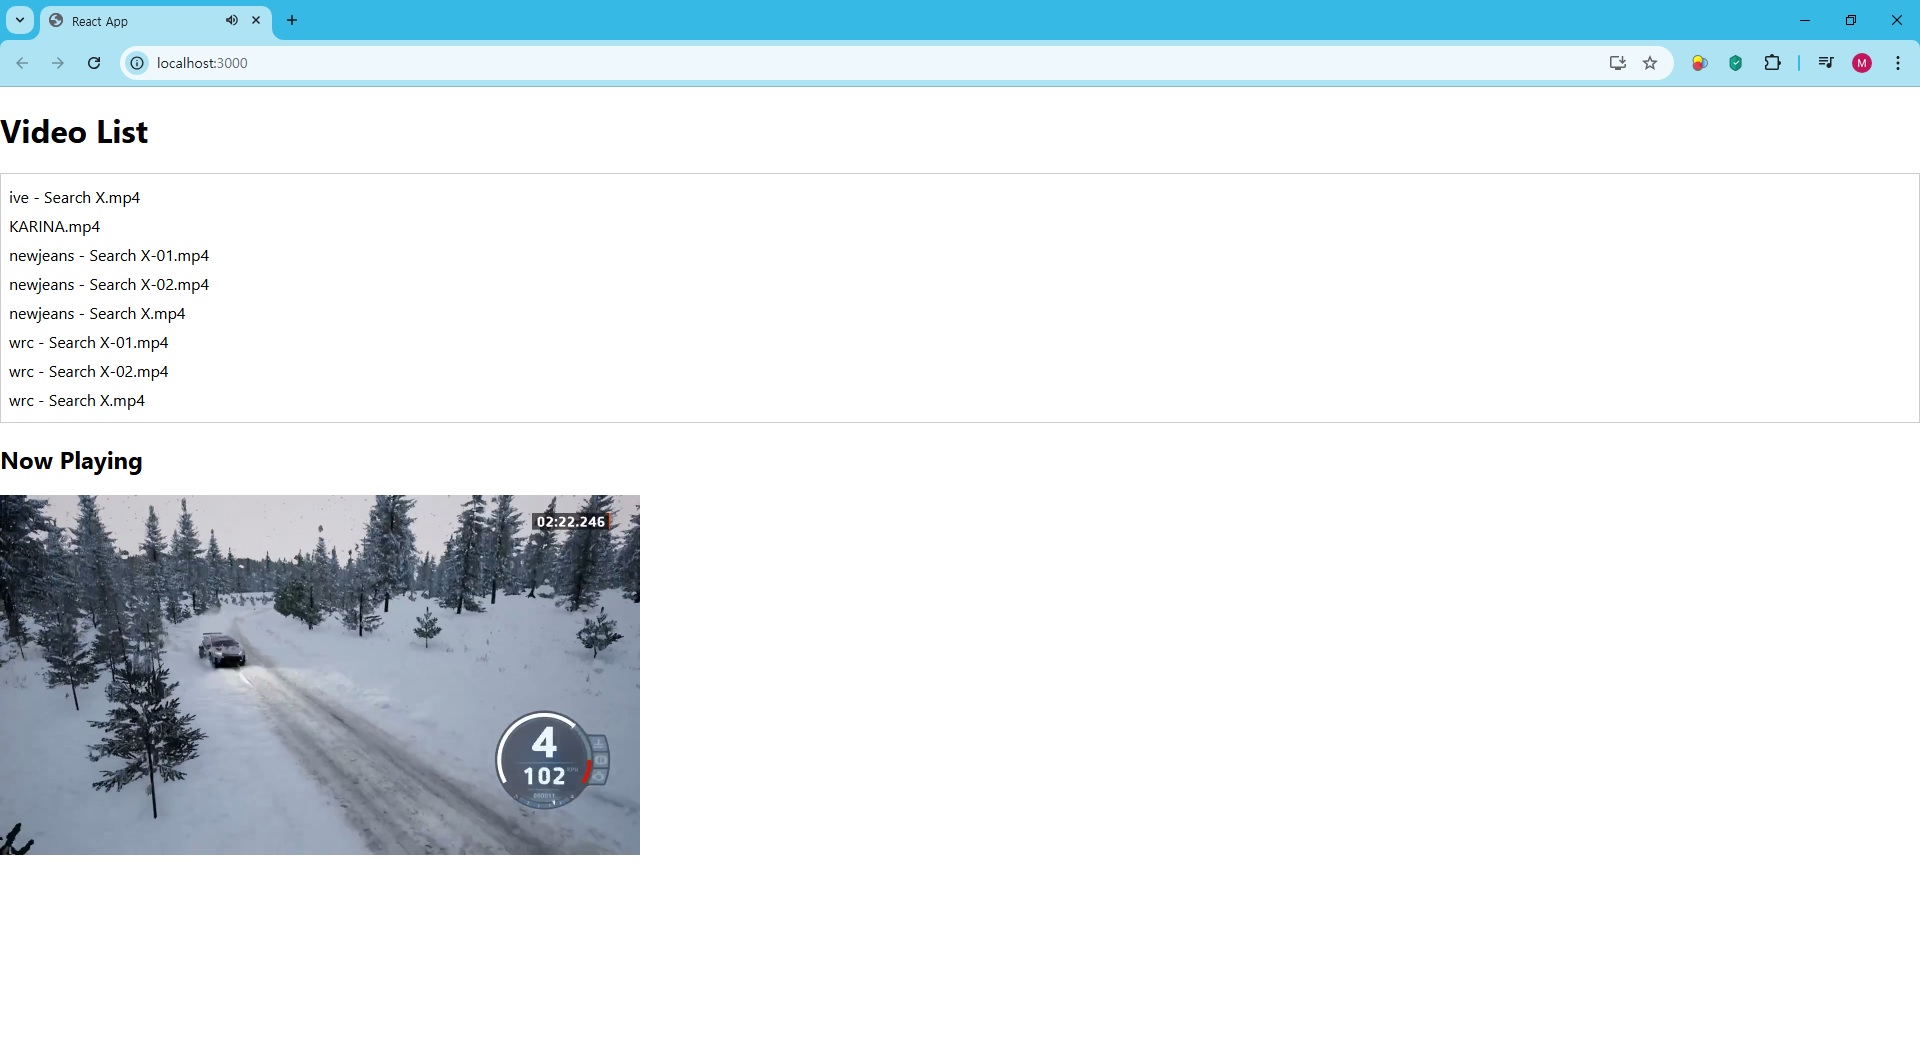 React App
localhost:3000
M
Video List
ive - Search X.mp4
KARINA.mp4
newjeans - Search X-01.mp4
newjeans - Search X-02.mp4
newjeans - Search X.mp4
wrc - Search X-01.mp4
wrc - Search X-02.mp4
wrc - Search X.mp4
Now Playing
02:22.246
4
102